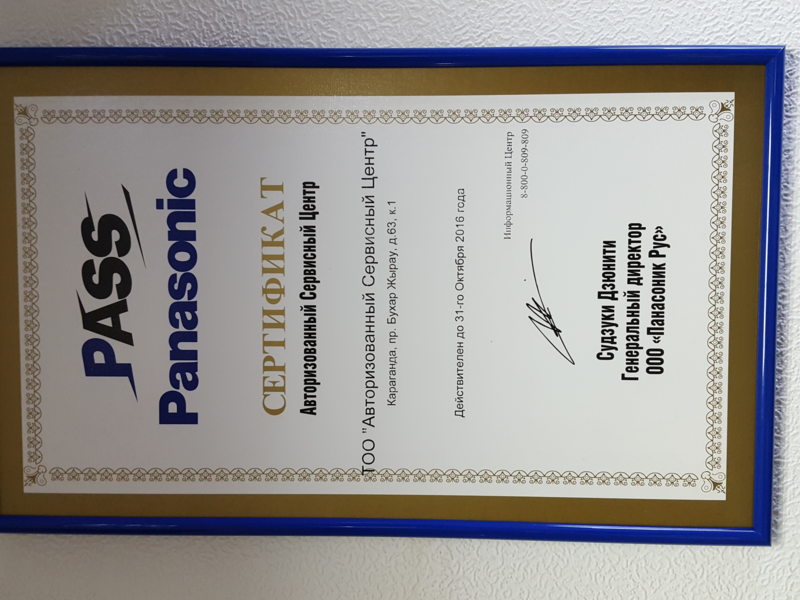 PASS
Panasonic
СЕРТИФИКАТ
Авторизованный Сервисный Центр
ТОО "Авторизованный Сервисный Центр"
Караганда, пр. Бухар Жырау, д.63, к.1
Действителен до 31-го Октября 2016 года
Информационный Центр
8-800-0-809-809
Судзуки Дзюнити
Генеральный директор
ООО «Панасоник Рус»